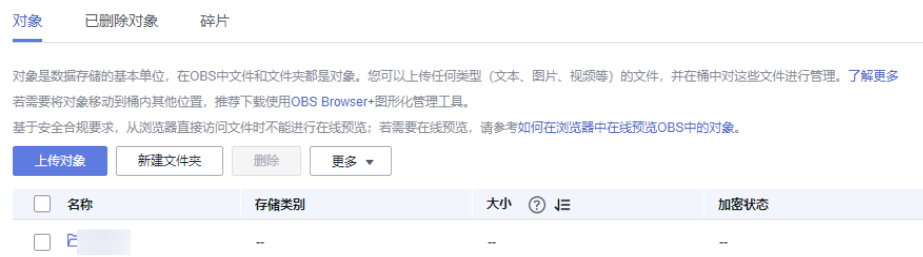 对象 已删除对象 碎片
对象是数据存储的基本单位，在OBS中文件和文件夹都是对象。您可以上传任何类型（文本、图片、视频等）的文件，并在桶中对这些文件进行管理。了解更多
若需要将对象移动到桶内其他位置，推荐下载使用OBS Browser+图形化管理工具。
基于安全合规要求，从浏览器直接访问文件时不能进行在线预览；若需要在线预览，请参考如何在浏览器中在线预览OBS中的对象。
上传对象 新建文件夹 删除 更多
名称 存储类别 大小 ? 加密状态
-- -- --